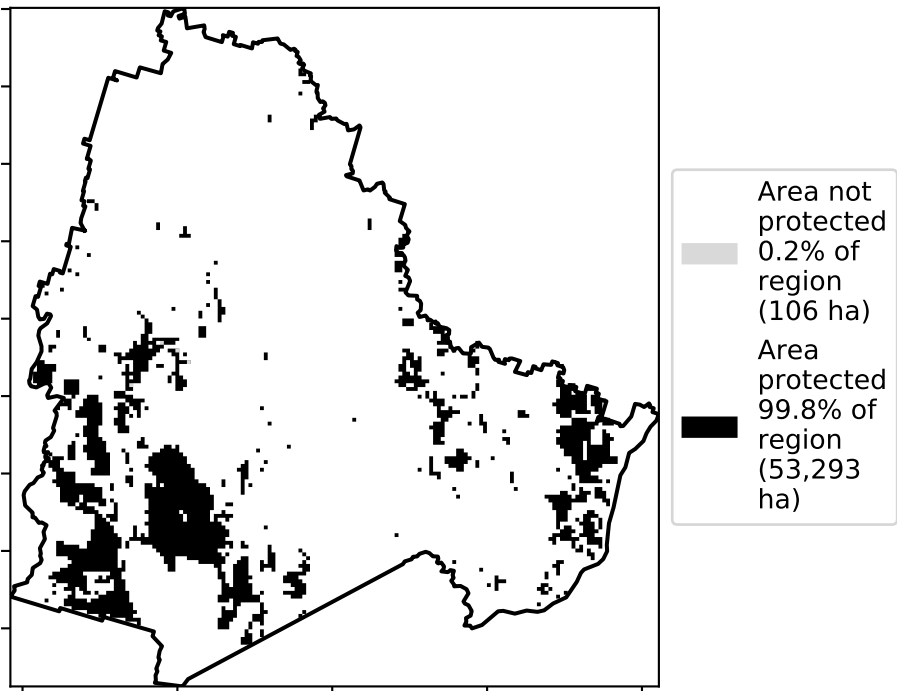 Area not
protected
0.2% of
region
(106 ha)
Area
protected
99.8% of
region
(53,293
ha)